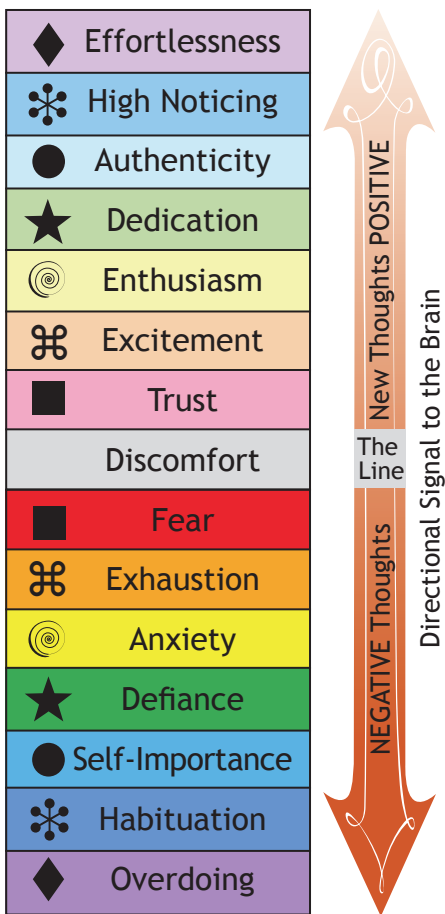 Effortlessness
High Noticing
Authenticity
Dedication
Enthusiasm
Excitement
Trust
Discomfort
Fear
Exhaustion
Anxiety
Defiance
Self-Importance
Habituation
Overdoing
New Thoughts POSITIVE
The
Line
NEGATIVE Thoughts
Directional Signal to the Brain